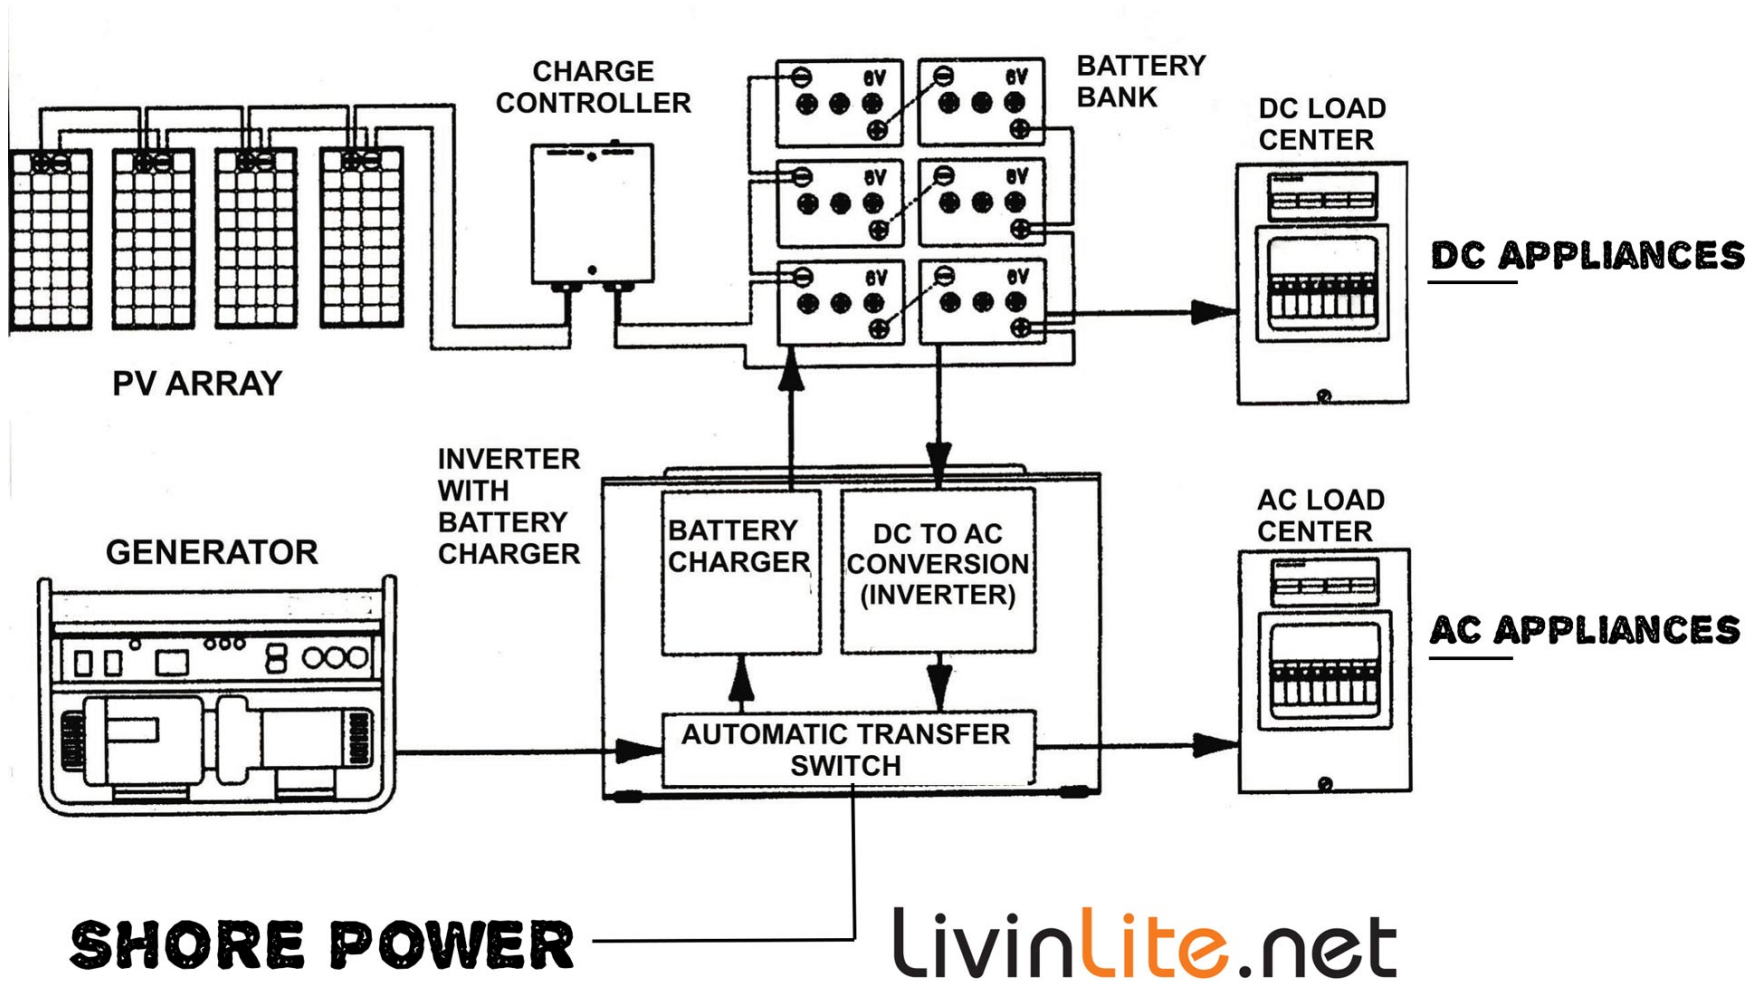 CHARGE
CONTROLLER
6V
6V
BATTERY
BANK
DC LOAD
CENTER
6V
6V
DC APPLIANCES
6V
6V
PV ARRAY
INVERTER
WITH
BATTERY
CHARGER
BATTERY
CHARGER
DC TO AC
CONVERSION
(INVERTER)
AC LOAD
CENTER
GENERATOR
AC APPLIANCES
AUTOMATIC TRANSFER
SWITCH
SHORE POWER
LivinLite.net